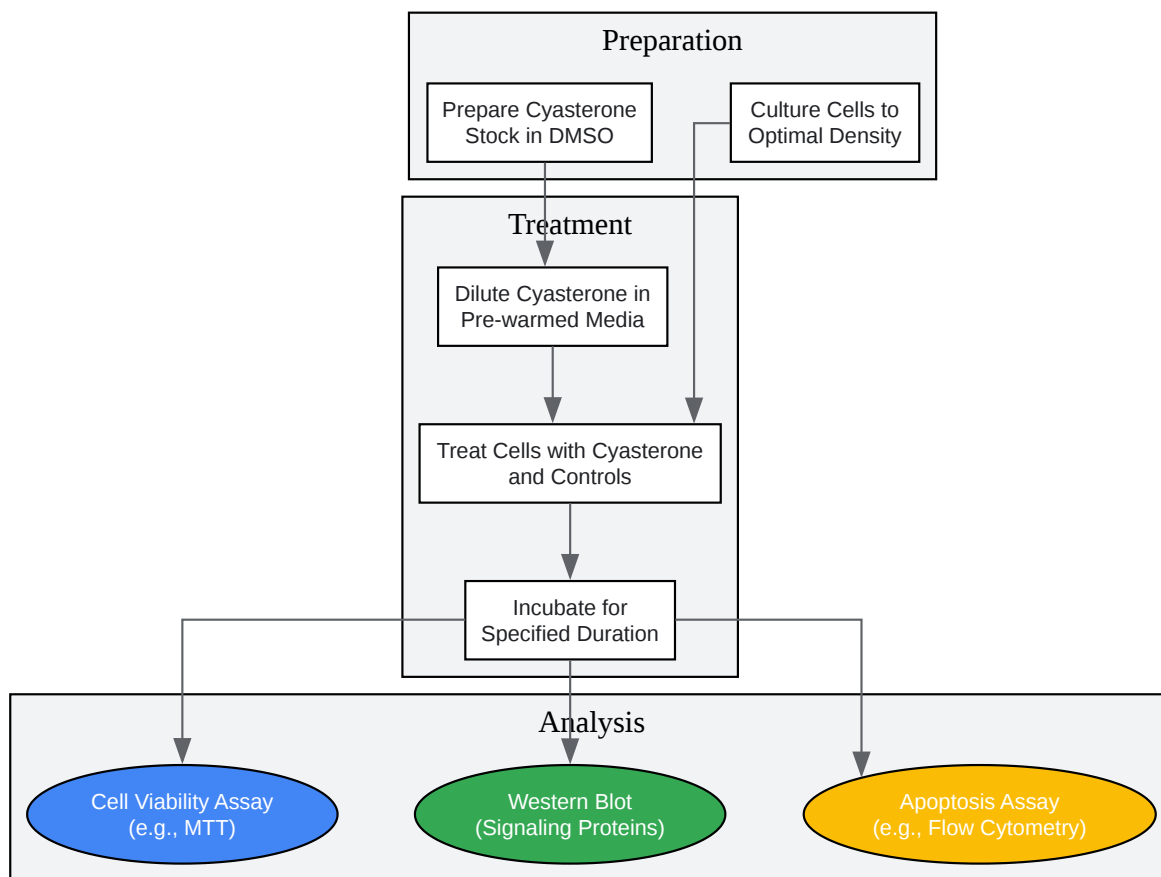 Preparation
Prepare Cyasterone
Stock in DMSO
Culture Cells to
Optimal Density
Treatment
Dilute Cyasterone in
Pre-warmed Media
Treat Cells with Cyasterone
and Controls
Incubate for
Specified Duration
Analysis
Cell Viability Assay
(e.g., MTT)
Western Blot
(Signaling Proteins)
Apoptosis Assay
(e.g., Flow Cytometry)